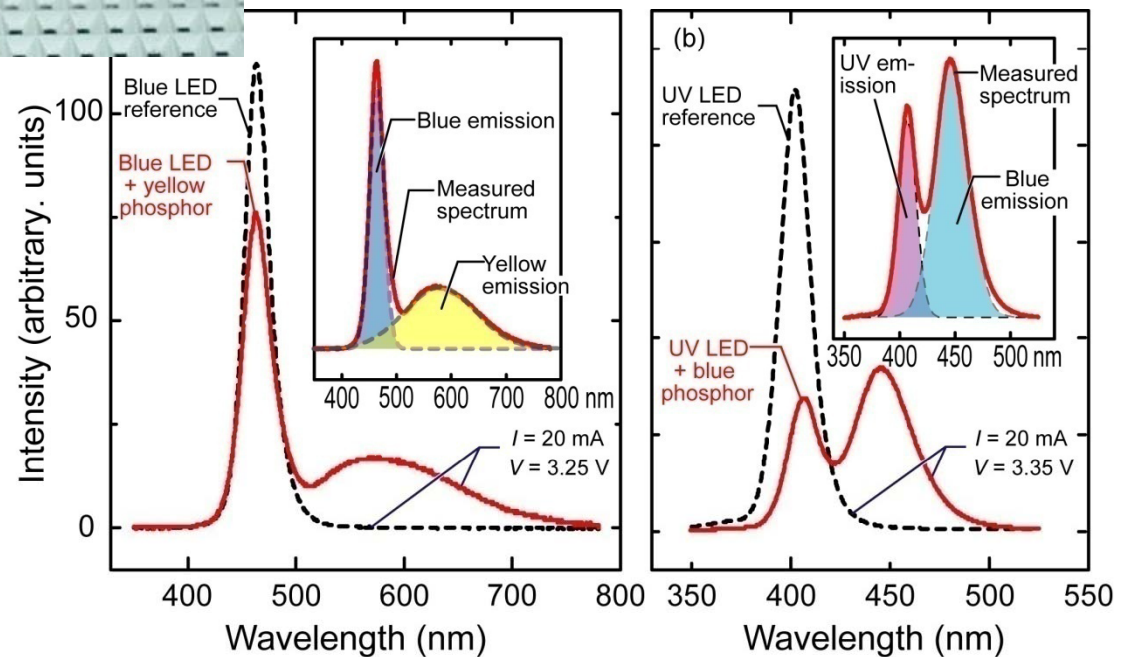 Intensity (arbitrary. units)
100
50
0
Blue LED
reference
Blue LED
+ yellow
phosphor
Blue emission
Measured
spectrum
Yellow
emission
400 500 600 700 800 nm
I = 20 mA
V = 3.25 V
400 500 600 700 800
Wavelength (nm)
(b)
UV LED
reference
UV LED
+ blue
phosphor
UV em-
ission
Measured
spectrum
Blue
emission
350 400 450 500 nm
I = 20 mA
V = 3.35 V
350 400 450 500 550
Wavelength (nm)